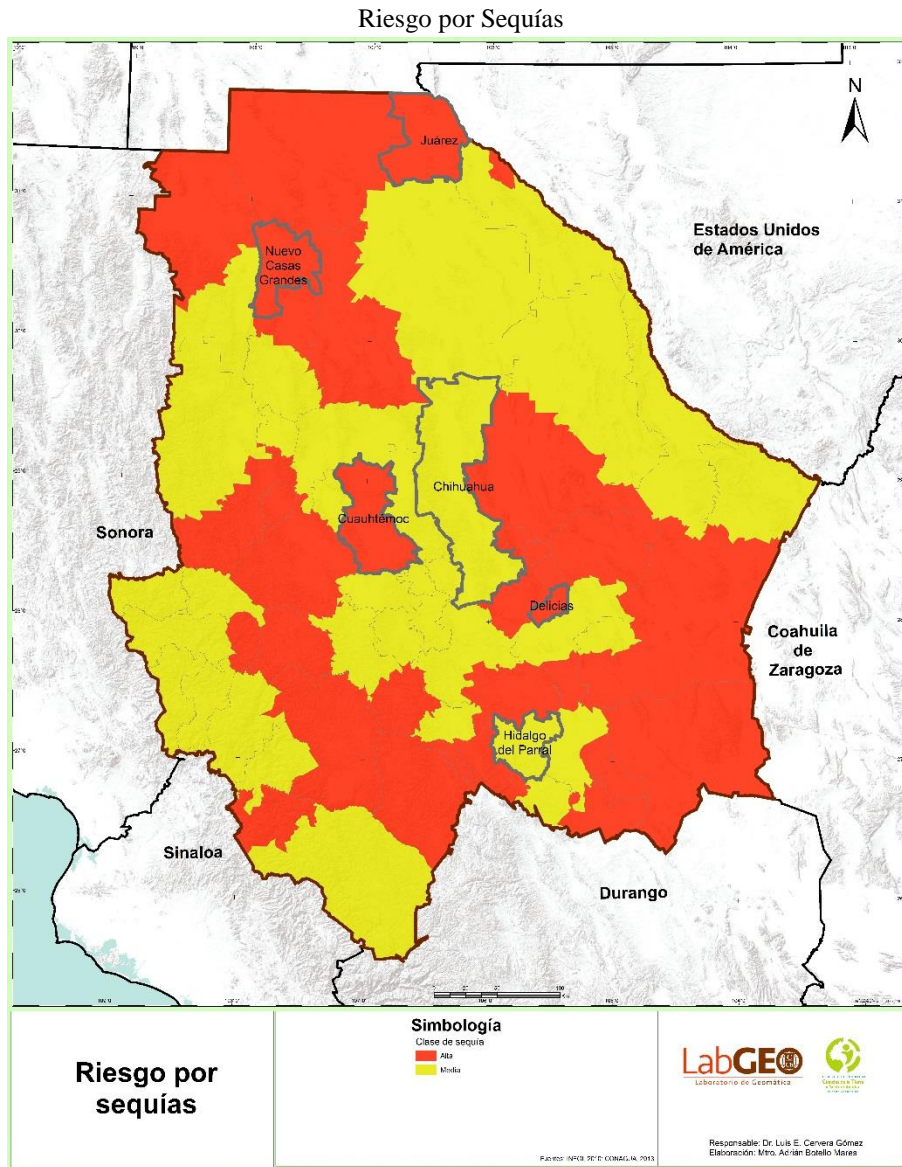 Riesgo por Sequías
N
Juárez
Estados Unidos
de América
Nuevo
Casas
Grandes
Chihuahua
Cuauhtémoc
Sonora
Delicias
Coahuila
de
Zaragoza
Hidalgo
del Parral
Sinaloa
Durango
Riesgo por
sequías
Simbología
Clase de sequía
Alta
Media
LabGEO
Laboratorio de Geomática
Responsable: Dr. Luis E. Cervera Gómez
Elaboración: Mtro. Adrián Botello Mares
Fuentes: INEGI, 2010; CONAGUA, 2013